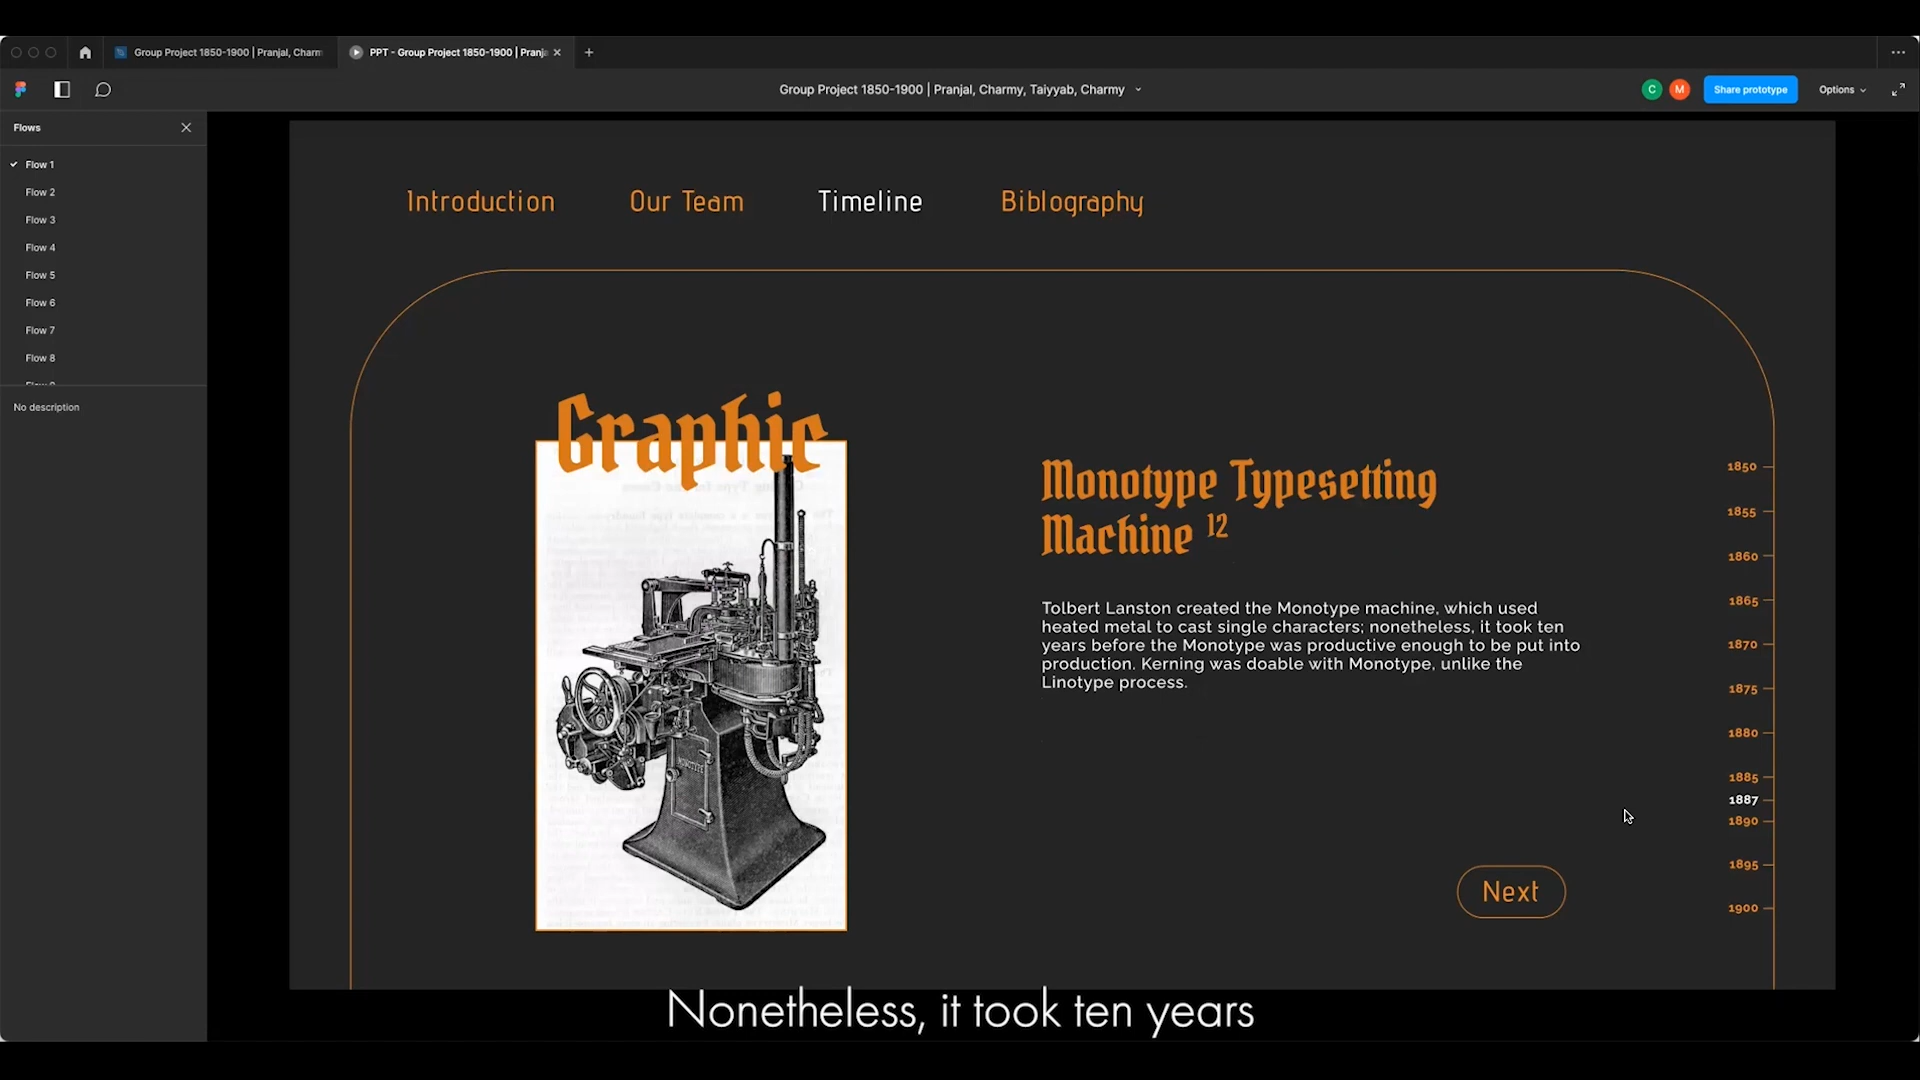 Group Project 1850-1900 | Pranjal, Charm
PPT - Group Project 1850-1900 | Pranja
Group Project 1850-1900 | Pranjal, Charmy, Taiyyab, Charmy
C
M
Share prototype
Options
Flows
Flow 1
Flow 2
Flow 3
Flow 4
Flow 5
Flow 6
Flow 7
Flow 8
No description
Introduction
Our Team
Timeline
Biblography
Graphic
MONOTYPE
Monotype Typesetting
Machine 12
Tolbert Lanston created the Monotype machine, which used
heated metal to cast single characters; nonetheless, it took ten
years before the Monotype was productive enough to be put into
production. Kerning was doable with Monotype, unlike the
Linotype process.
1850
1855
1860
1865
1870
1875
1880
1885
1887
1890
1895
1900
Next
Nonetheless, it took ten years